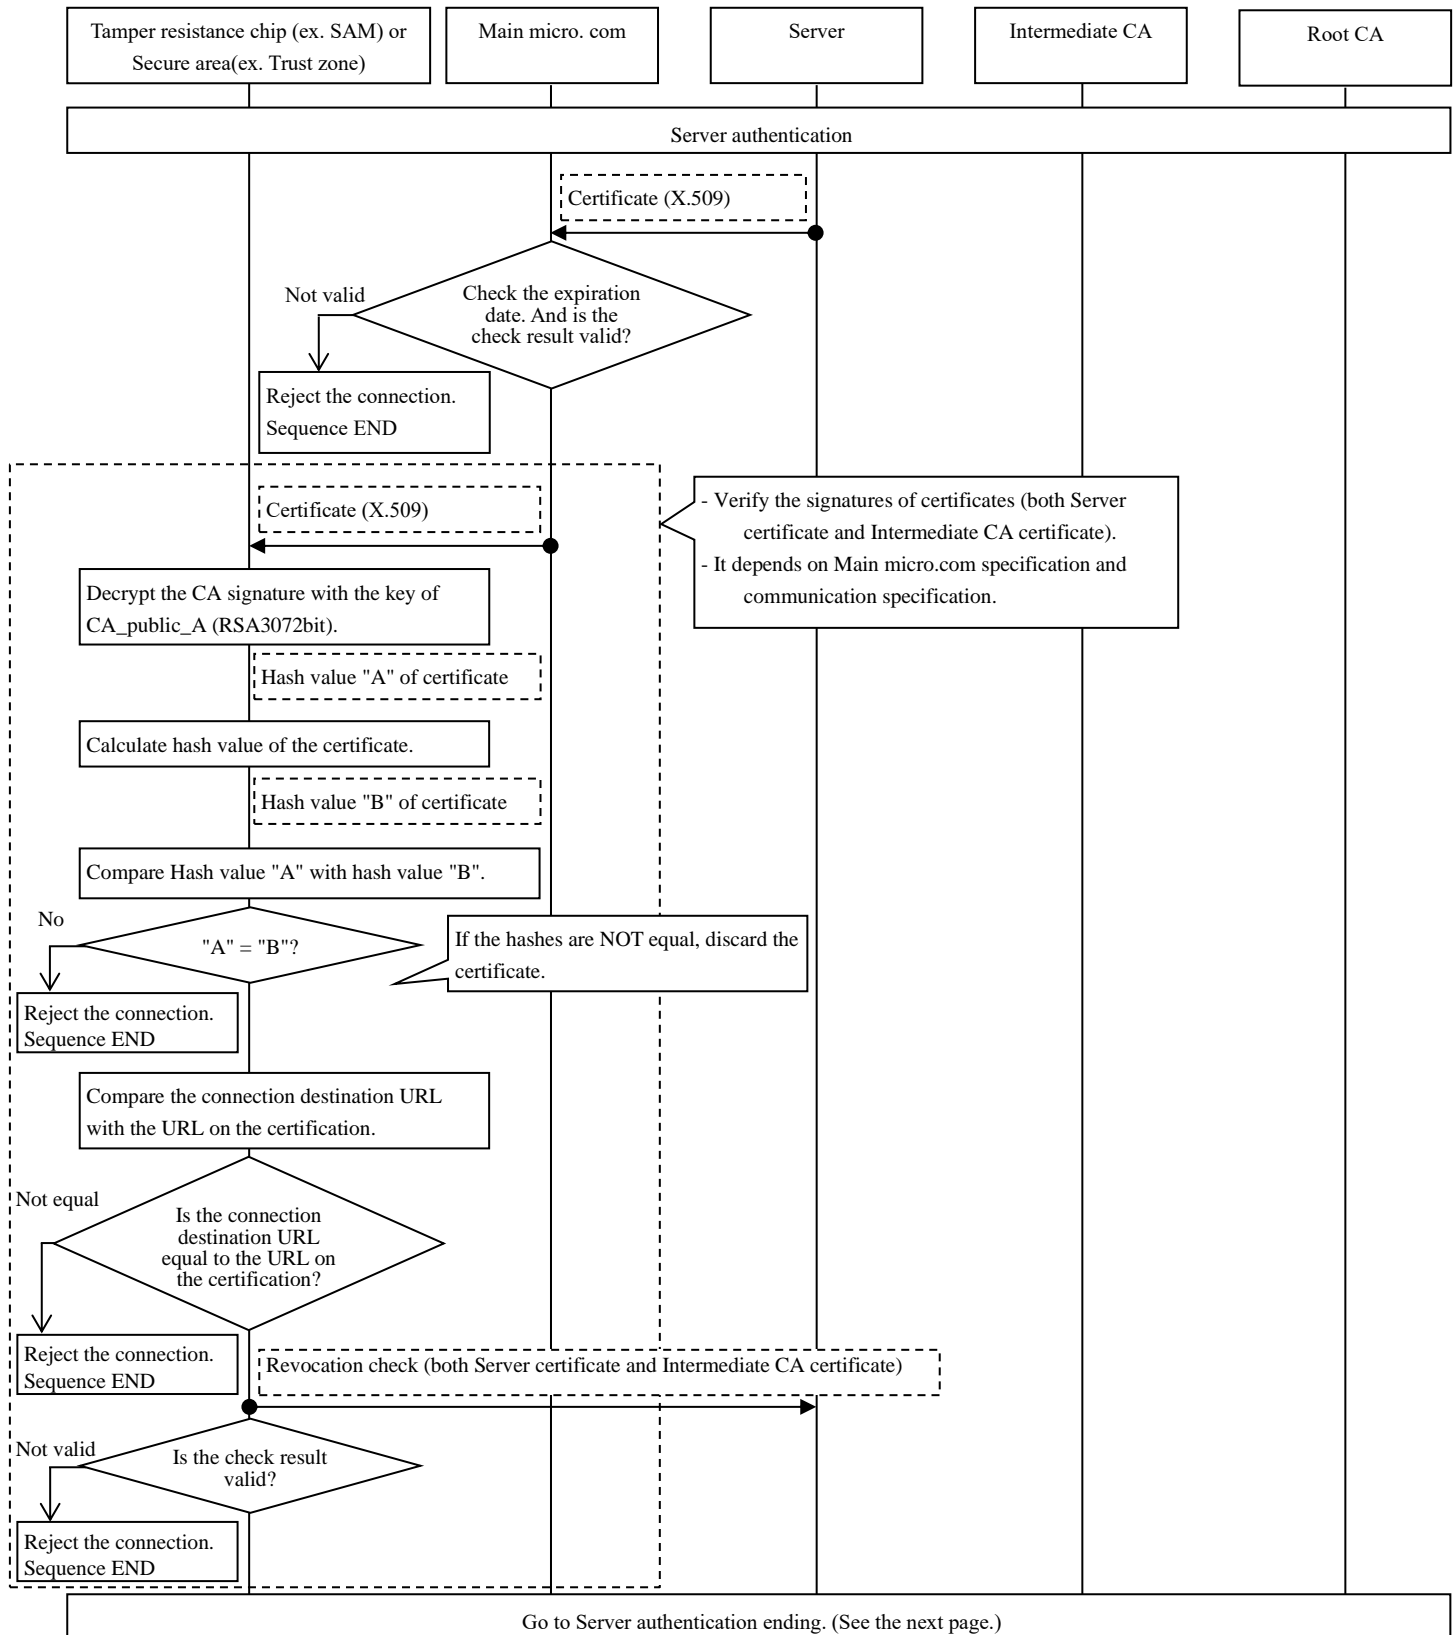 Tamper resistance chip (ex. SAM) or
Secure area(ex. Trust zone)
Main micro. com
Server
Intermediate CA
Root CA
Server authentication
Certificate (X.509)
Not valid
Check the expiration
date. And is the
check result valid?
Reject the connection.
Sequence END
Certificate (X.509)
- Verify the signatures of certificates (both Server
certificate and Intermediate CA certificate).
- It depends on Main micro.com specification and
communication specification.
Decrypt the CA signature with the key of
CA_public_A (RSA3072bit).
Hash value "A" of certificate
Calculate hash value of the certificate.
Hash value "B" of certificate
Compare Hash value "A" with hash value "B".
No
"A" = "B"?
If the hashes are NOT equal, discard the
certificate.
Reject the connection.
Sequence END
Compare the connection destination URL
with the URL on the certification.
Not equal
Is the connection
destination URL
equal to the URL on
the certification?
Reject the connection.
Sequence END
Revocation check (both Server certificate and Intermediate CA certificate)
Not valid
Is the check result
valid?
Reject the connection.
Sequence END
Go to Server authentication ending. (See the next page.)